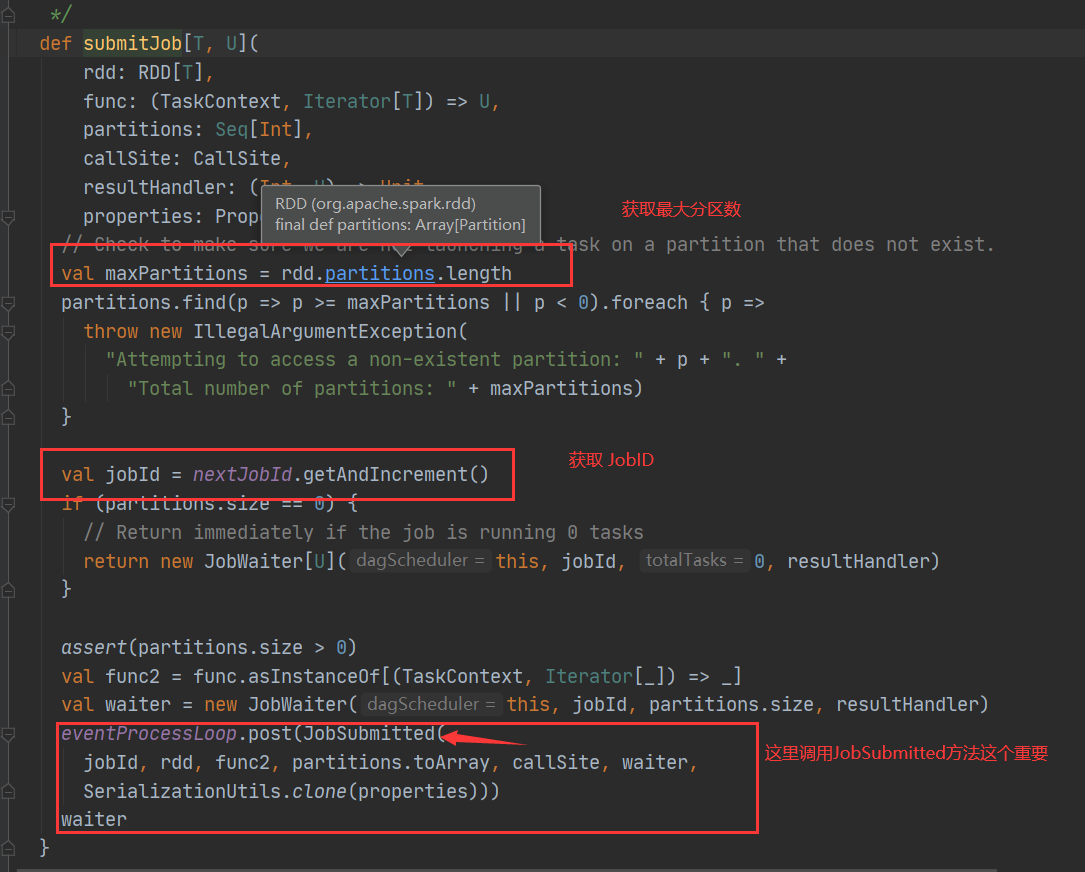 */
def submitJob[T, U](
rdd: RDD[T],
func: (TaskContext, Iterator[T]) => U,
partitions: Seq[Int],
callSite: CallSite,
resultHandler: (
RDD (org.apache.spark.rdd)
properties: Prop
final def partitions: Array[Partition]
获取最大分区数
// Check to make sure we are not launching a task on a partition that does not exist.
val maxPartitions = rdd.partitions.length
partitions.find(p => p >= maxPartitions || p < 0).foreach { p =>
throw new IllegalArgumentException(
"Attempting to access a non-existent partition: " + p + ". " +
"Total number of partitions: " + maxPartitions)
}
val jobId = nextJobId.getAndIncrement()
获取 JobID
if (partitions.size == 0) {
// Return immediately if the job is running 0 tasks
return new JobWaiter[U]( dagScheduler = this, jobId, totalTasks = 0, resultHandler)
}
assert(partitions.size > 0)
val func2 = func.asInstanceOf[(TaskContext, Iterator[_]) => _]
val waiter = new JobWaiter( dagScheduler = this, jobId, partitions.size, resultHandler)
eventProcessLoop.post(JobSubmitted(
这里调用JobSubmitted方法这个重要
jobId, rdd, func2, partitions.toArray, callSite, waiter,
SerializationUtils.clone(properties)))
waiter
}